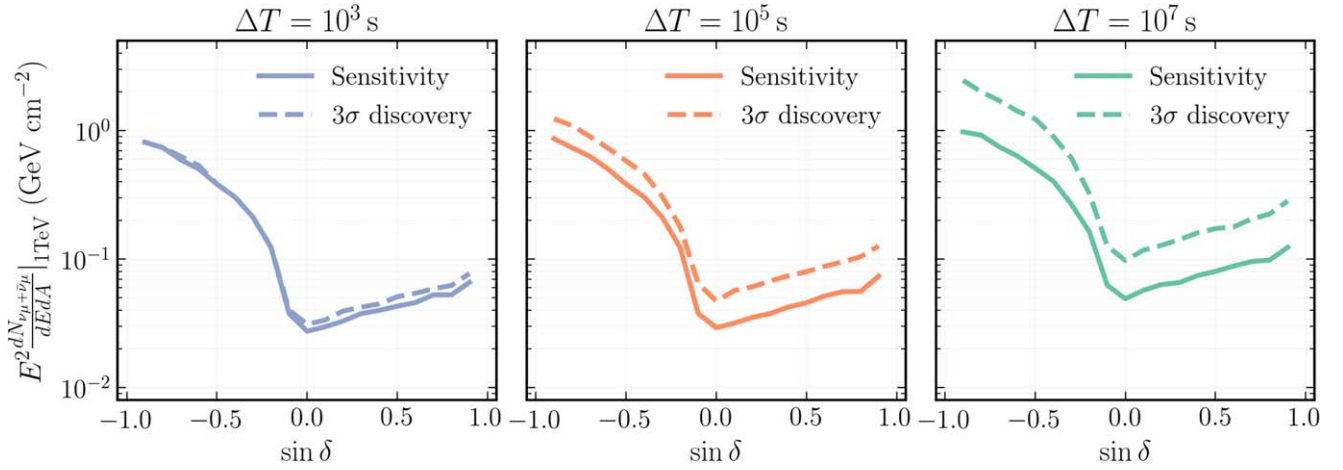 ΔT = 10³ s
ΔT = 10⁵ s
ΔT = 10⁷ s
E² dN_{ν_μ+ν̄_μ}/dEdA |_{1TeV} (GeV cm⁻²)
10⁰
10⁻¹
10⁻²
Sensitivity
3σ discovery
Sensitivity
3σ discovery
Sensitivity
3σ discovery
−1.0 −0.5 0.0 0.5 1.0
−1.0 −0.5 0.0 0.5 1.0
−1.0 −0.5 0.0 0.5 1.0
sin δ
sin δ
sin δ